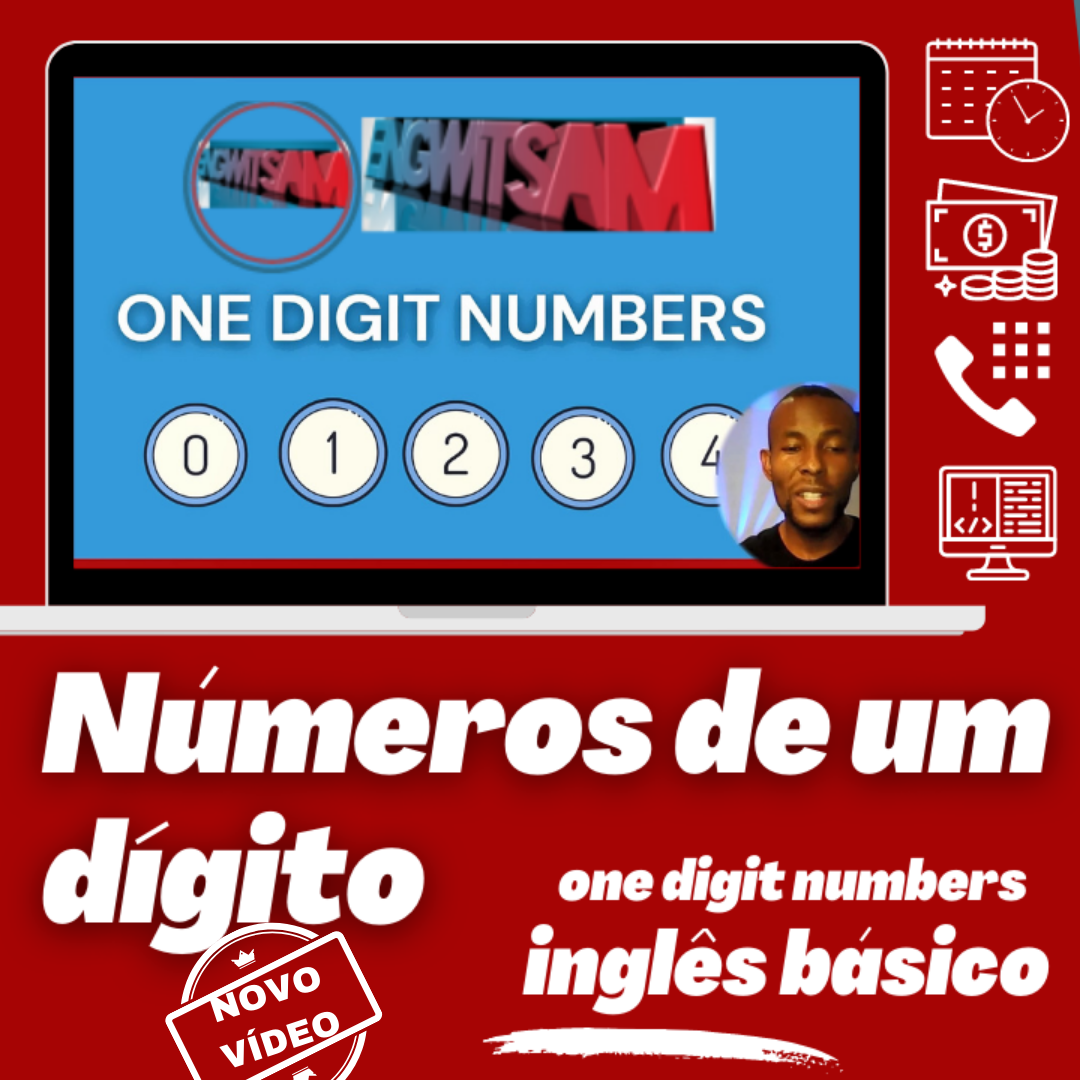 ENGWITSAM
ENGWITSAM
ONE DIGIT NUMBERS
0 1 2 3 4
$
! </>
Números de um
dígito
one digit numbers
inglês básico
NOVO
VÍDEO